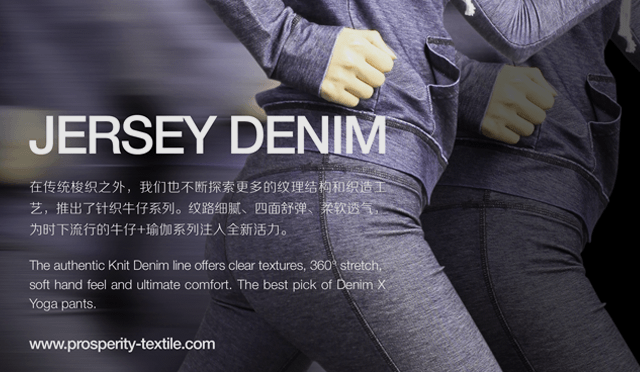 JERSEY DENIM
在传统梭织之外，我们也不断探索更多的纹理结构和织造工
艺，推出了针织牛仔系列。纹路细腻、四面舒弹、柔软透气，
为时下流行的牛仔+瑜伽系列注入全新活力。
The authentic Knit Denim line offers clear textures, 360° stretch,
soft hand feel and ultimate comfort. The best pick of Denim X
Yoga pants.
www.prosperity-textile.com